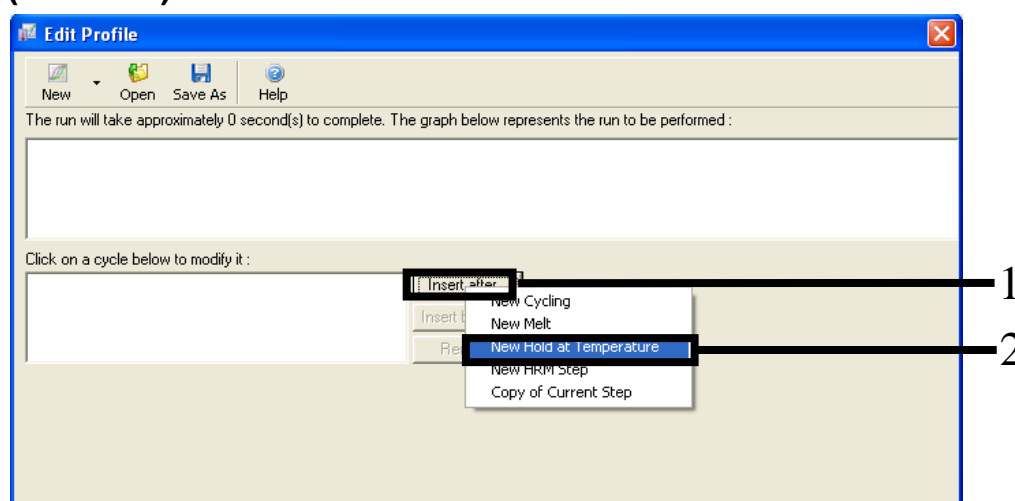 Edit Profile
New Open Save As Help
The run will take approximately 0 second(s) to complete. The graph below represents the run to be performed :
Click on a cycle below to modify it :
Insert after
1
New Cycling
Insert
New Melt
New Hold at Temperature
2
New HRM Step
Copy of Current Step